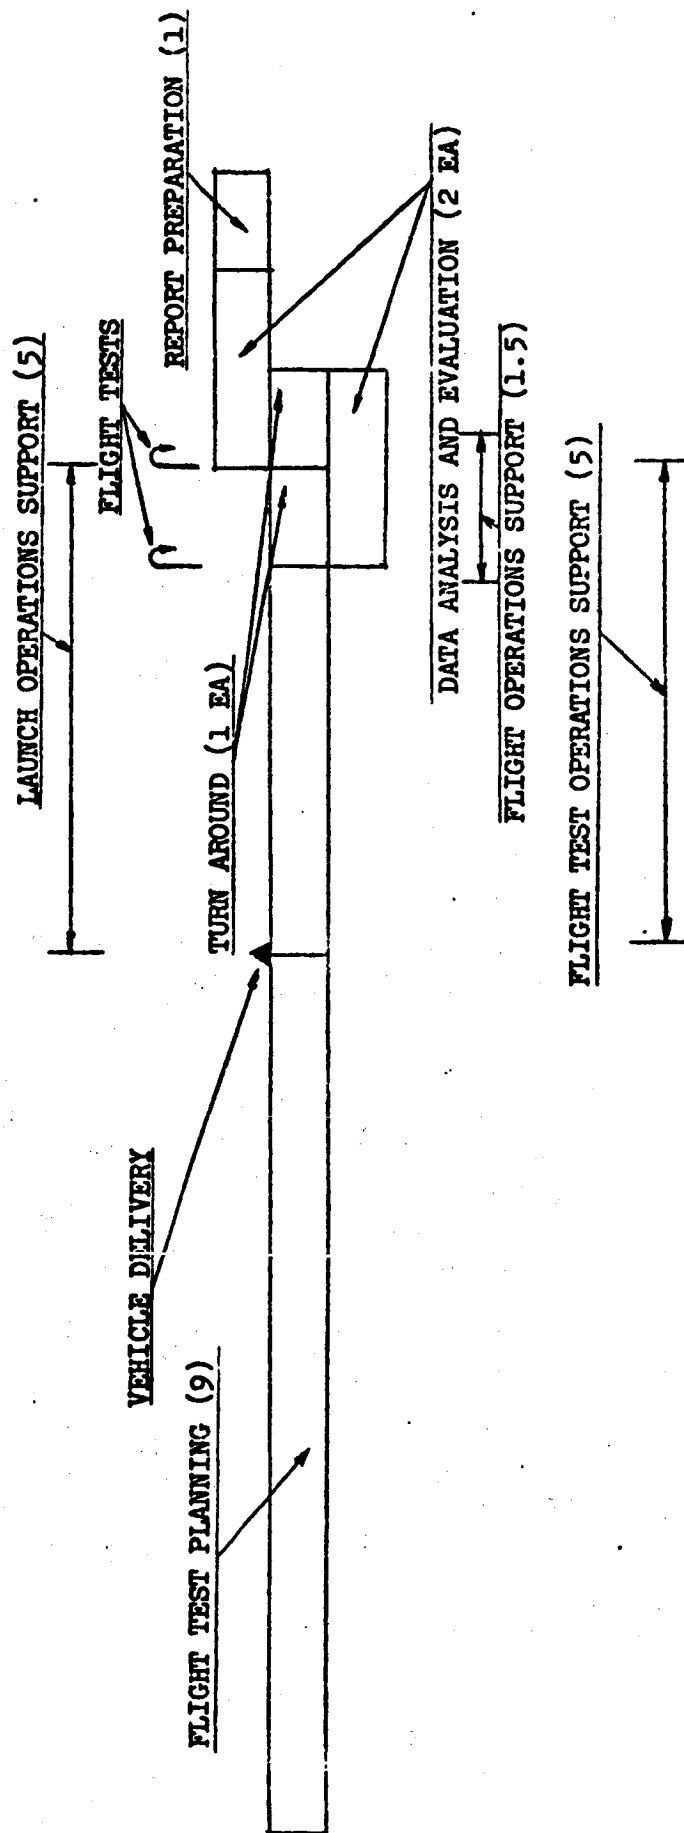 LAUNCH OPERATIONS SUPPORT (5)
FLIGHT TESTS
REPORT PREPARATION (1)
VEHICLE DELIVERY
TURN AROUND (1 EA)
FLIGHT TEST PLANNING (9)
DATA ANALYSIS AND EVALUATION (2 EA)
FLIGHT OPERATIONS SUPPORT (1.5)
FLIGHT TEST OPERATIONS SUPPORT (5)